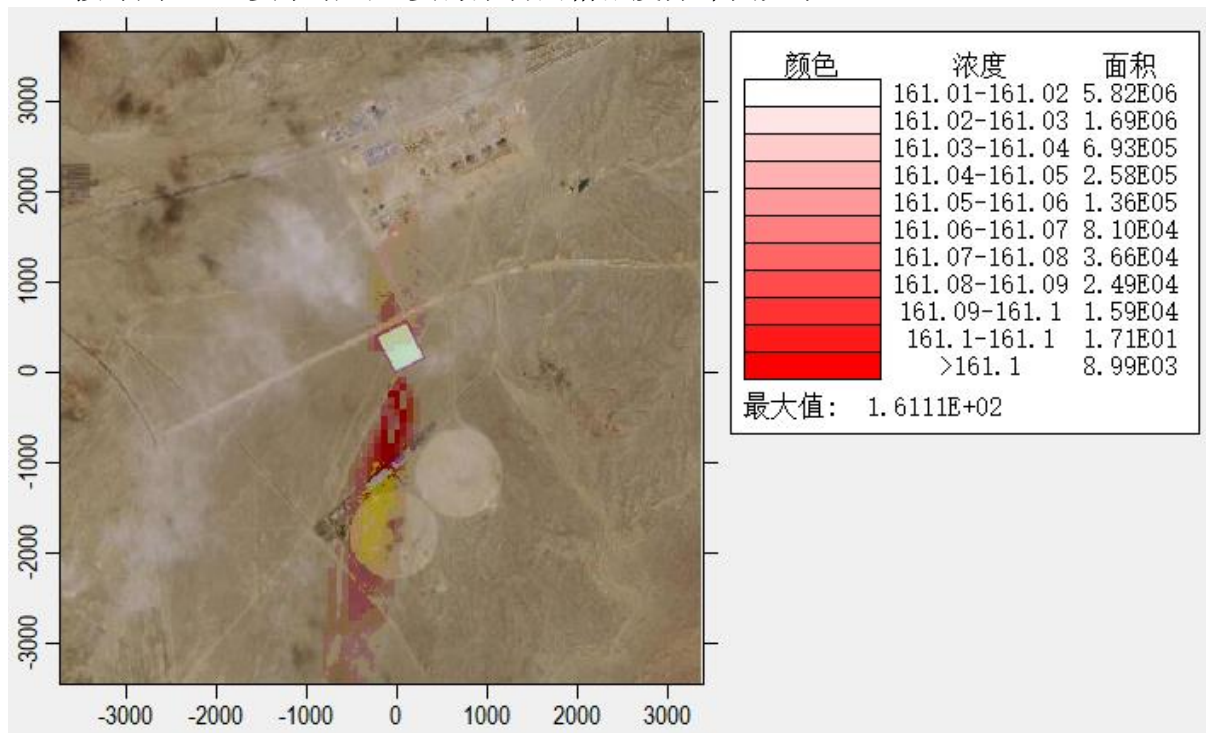 颜色 浓度 面积
161.01-161.02 5.82E06
161.02-161.03 1.69E06
161.03-161.04 6.93E05
161.04-161.05 2.58E05
161.05-161.06 1.36E05
161.06-161.07 8.10E04
161.07-161.08 3.66E04
161.08-161.09 2.49E04
161.09-161.1 1.59E04
161.1-161.1 1.71E01
>161.1 8.99E03
最大值: 1.6111E+02
3000
2000
1000
0
-1000
-2000
-3000
-3000 -2000 -1000 0 1000 2000 3000